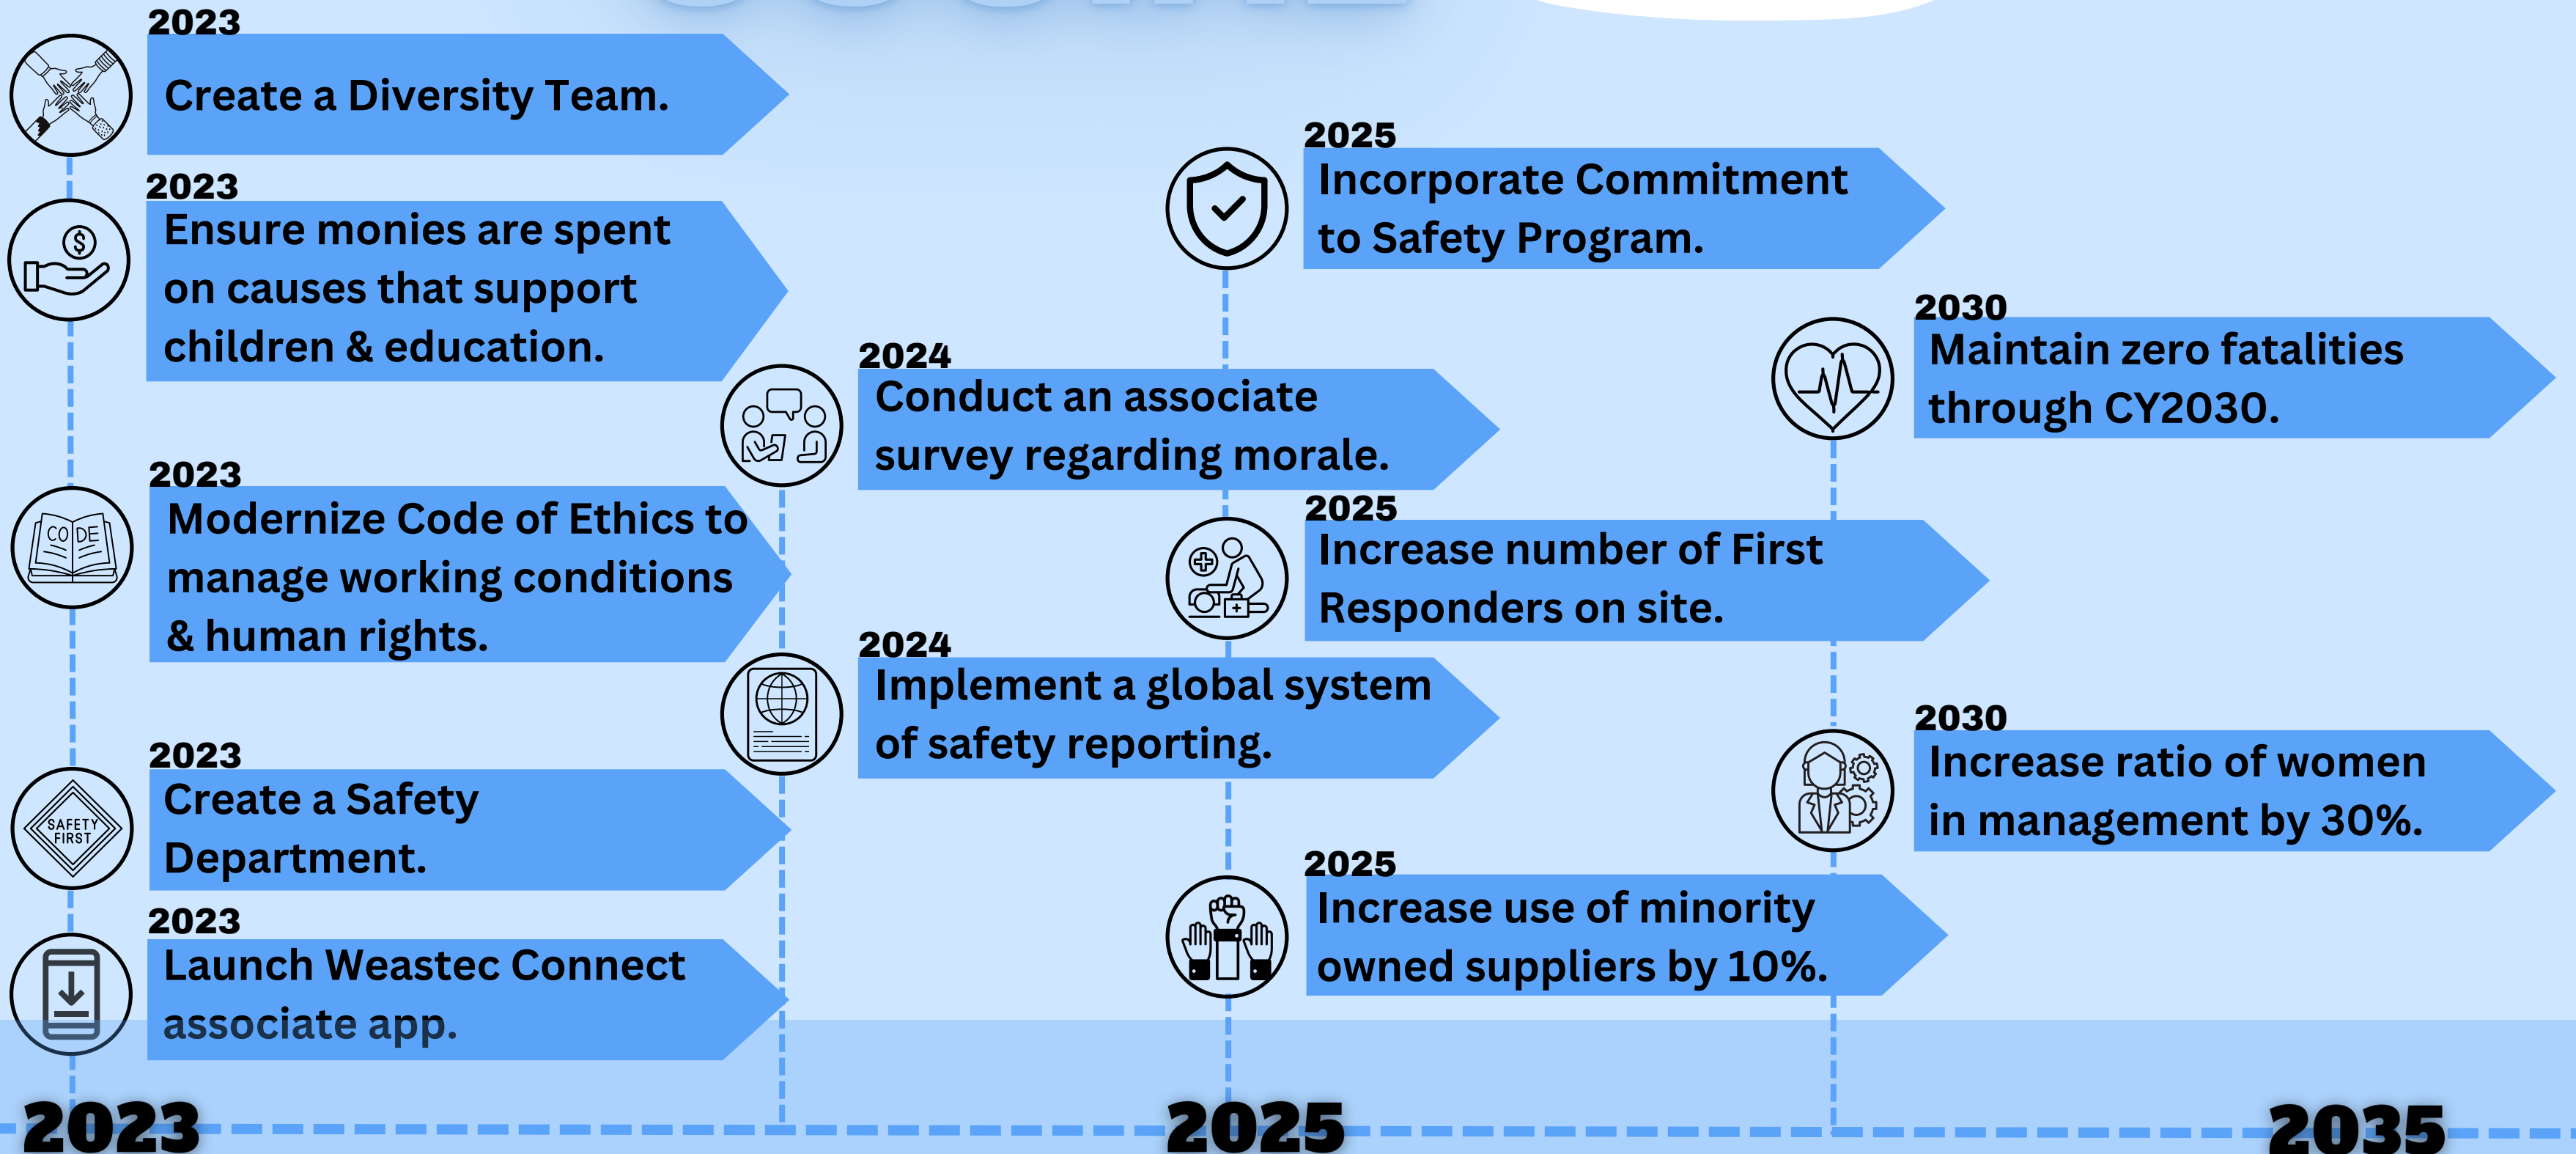 2023
Create a Diversity Team.
2023
Ensure monies are spent
on causes that support
children & education.
2023
Modernize Code of Ethics to
manage working conditions
& human rights.
CODE
2023
Create a Safety
Department.
SAFETY
FIRST
2023
Launch Weastec Connect
associate app.
2024
Conduct an associate
survey regarding morale.
2024
Implement a global system
of safety reporting.
2025
Incorporate Commitment
to Safety Program.
2025
Increase number of First
Responders on site.
2025
Increase use of minority
owned suppliers by 10%.
2030
Maintain zero fatalities
through CY2030.
2030
Increase ratio of women
in management by 30%.
2023
2025
2035